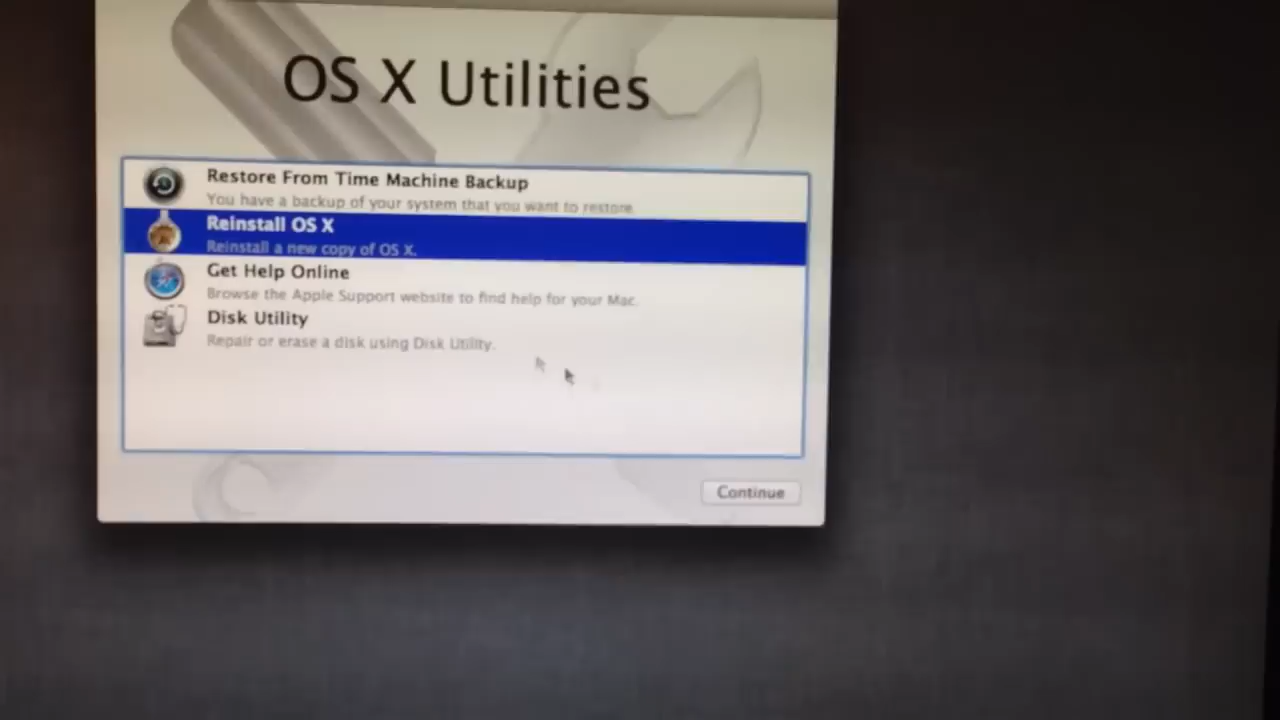 OS X Utilities
Restore From Time Machine Backup
You have a backup of your system that you want to restore.
Reinstall OS X
Reinstall a new copy of OS X.
Get Help Online
Browse the Apple Support website to find help for your Mac.
Disk Utility
Repair or erase a disk using Disk Utility.
Continue